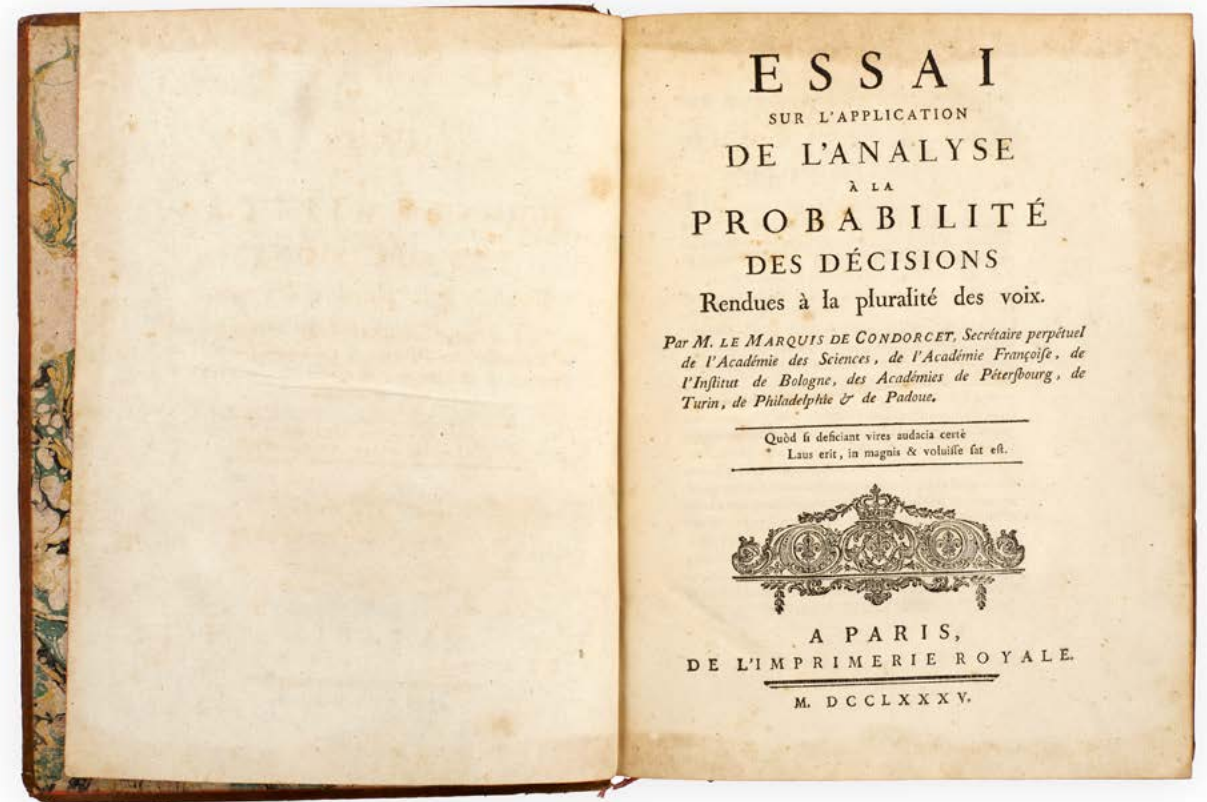 ESSAI
SUR L'APPLICATION
DE L'ANALYSE
À LA
PROBABILITÉ
DES DÉCISIONS
Rendues à la pluralité des voix.
Par M. LE MARQUIS DE CONDORCET, Secrétaire perpétuel
de l'Académie des Sciences, de l'Académie Françoiſe, de
l'Inſtitut de Bologne, des Académies de Péterſbourg, de
Turin, de Philadelphie & de Padoue.
Quòd ſi deficiant vires audacia certè
Laus erit, in magnis & voluiſſe ſat eſt.
A PARIS,
DE L'IMPRIMERIE ROYALE.
M. DCCLXXXV.